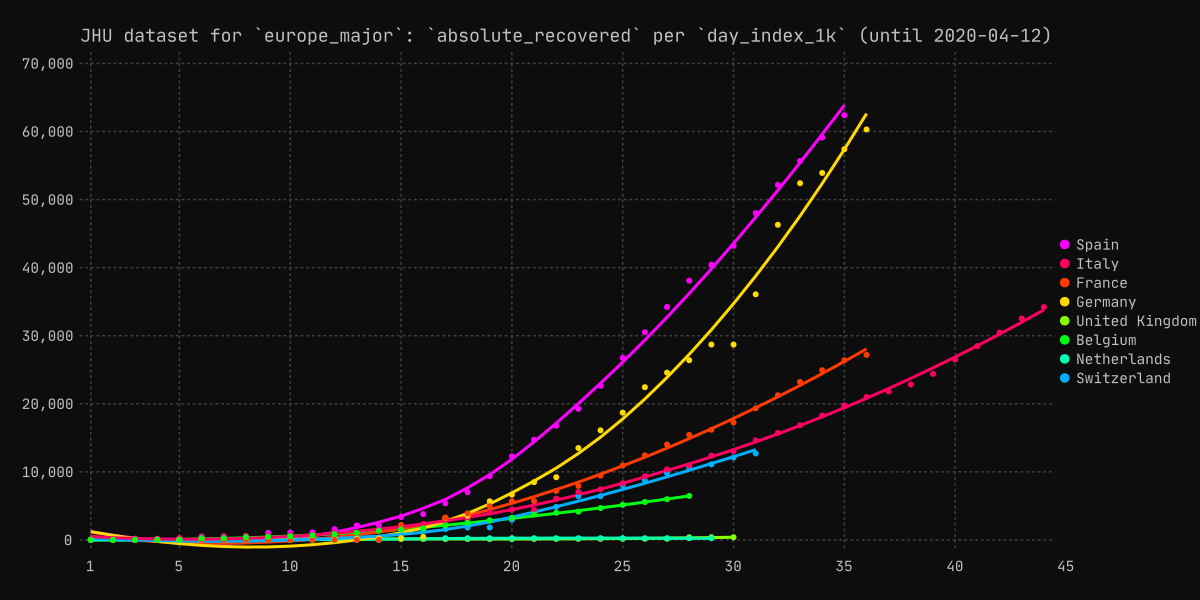 JHU dataset for `europe_major`: `absolute_recovered` per `day_index_1k` (until 2020-04-12)
70,000
60,000
50,000
40,000
30,000
20,000
10,000
0
1 5 10 15 20 25 30 35 40 45
Spain
Italy
France
Germany
United Kingdom
Belgium
Netherlands
Switzerland